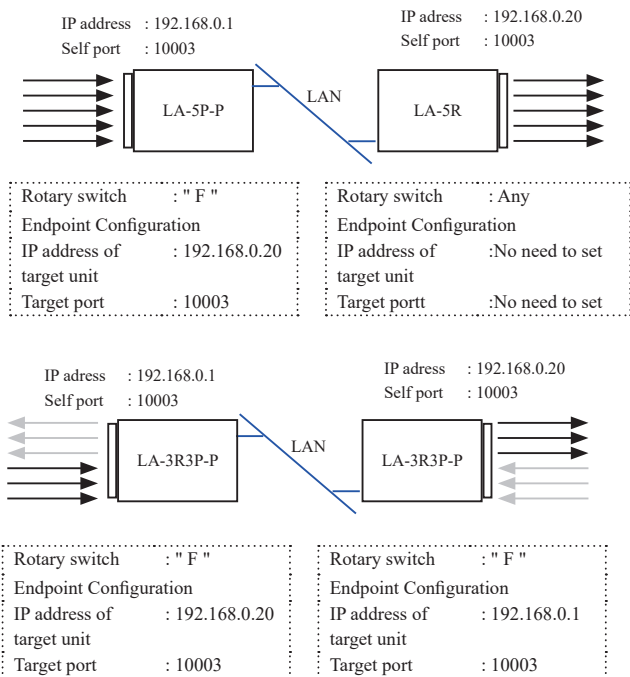 IP address : 192.168.0.1
Self port : 10003
IP adress : 192.168.0.20
Self port : 10003
LA-5P-P
LAN
LA-5R
Rotary switch : " F "
Endpoint Configuration
IP address of : 192.168.0.20
target unit
Target port : 10003
Rotary switch : Any
Endpoint Configuration
IP address of :No need to set
target unit
Target portt :No need to set
IP adress : 192.168.0.1
Self port : 10003
IP adress : 192.168.0.20
Self port : 10003
LA-3R3P-P
LAN
LA-3R3P-P
Rotary switch : " F "
Endpoint Configuration
IP address of : 192.168.0.20
target unit
Target port : 10003
Rotary switch : " F "
Endpoint Configuration
IP address of : 192.168.0.1
target unit
Target port : 10003